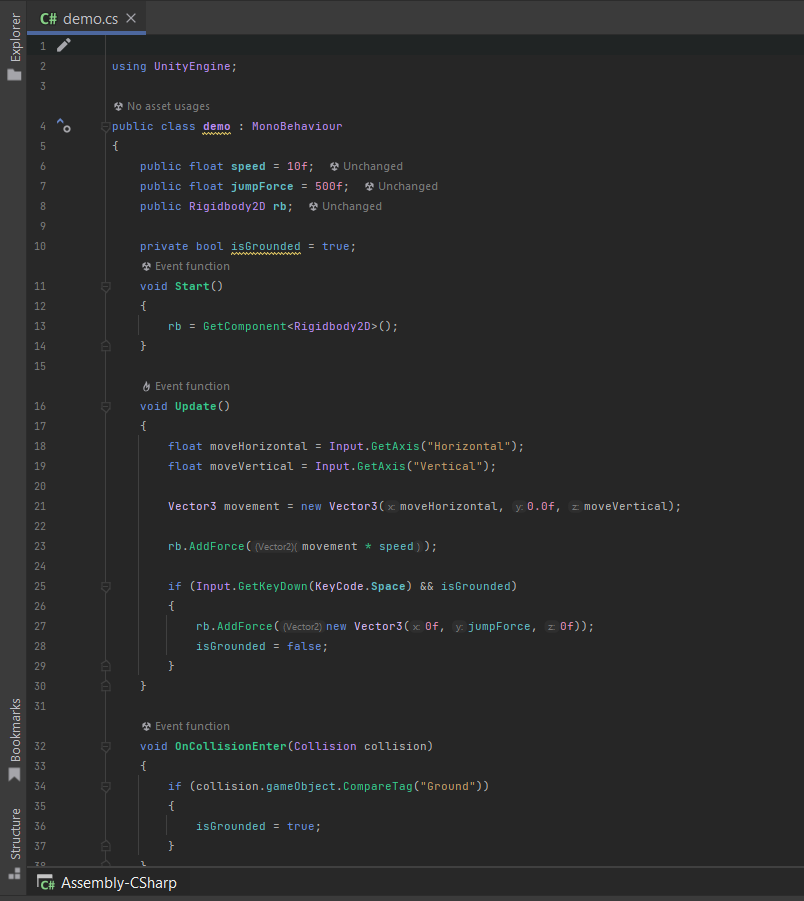 Explorer
C# demo.cs
1
2 using UnityEngine;
3
No asset usages
4 public class demo : MonoBehaviour
5 {
6 public float speed = 10f; Unchanged
7 public float jumpForce = 500f; Unchanged
8 public Rigidbody2D rb; Unchanged
9
10 private bool isGrounded = true;
Event function
11 void Start()
12 {
13 rb = GetComponent<Rigidbody2D>();
14 }
15
Event function
16 void Update()
17 {
18 float moveHorizontal = Input.GetAxis("Horizontal");
19 float moveVertical = Input.GetAxis("Vertical");
20
21 Vector3 movement = new Vector3(x: moveHorizontal, y: 0.0f, z: moveVertical);
22
23 rb.AddForce((Vector2)(movement * speed));
24
25 if (Input.GetKeyDown(KeyCode.Space) && isGrounded)
26 {
27 rb.AddForce((Vector2)new Vector3(x: 0f, y: jumpForce, z: 0f));
28 isGrounded = false;
29 }
30 }
31
Event function
32 void OnCollisionEnter(Collision collision)
33 {
34 if (collision.gameObject.CompareTag("Ground"))
35 {
36 isGrounded = true;
37 }
38 }
Bookmarks
Structure
C# Assembly-CSharp